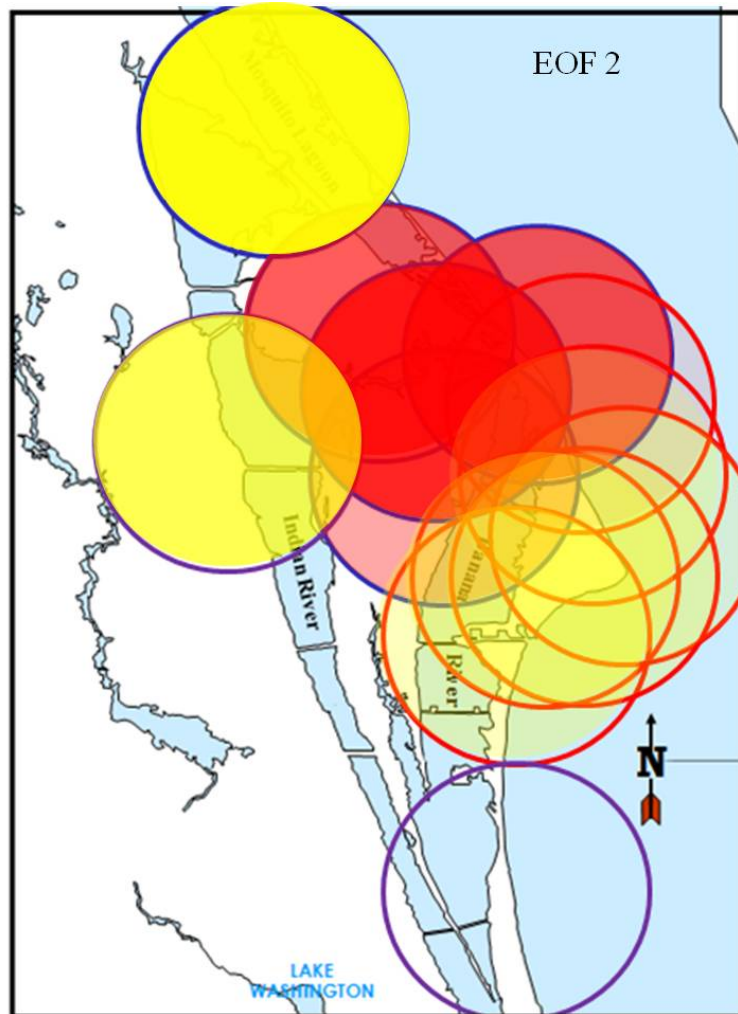 EOF 2
Mosquito Lagoon
Indian River
Banana
River
N
LAKE
WASHINGTON